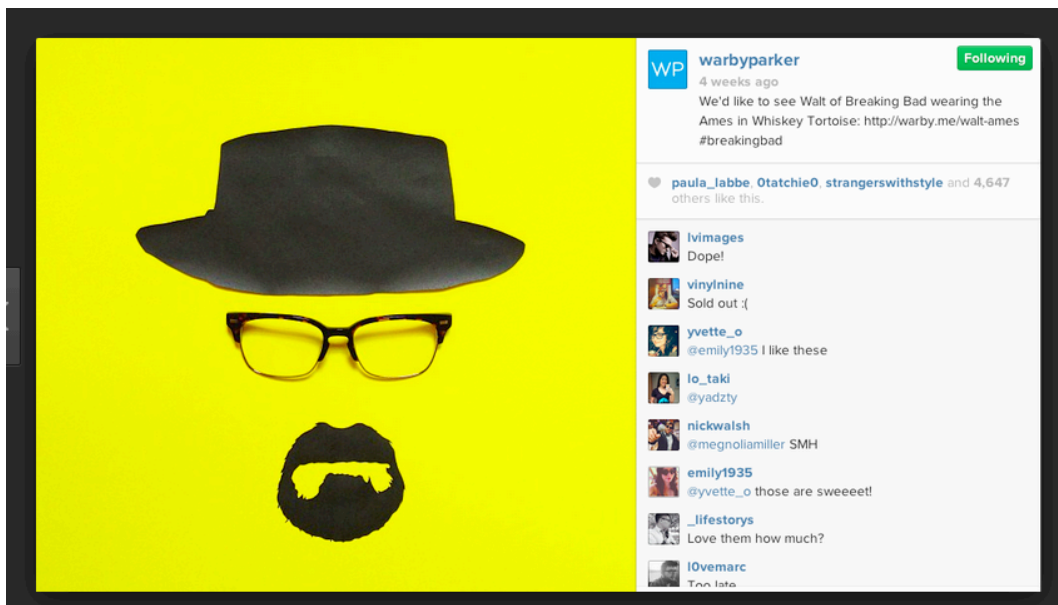 WP
warbyparker
Following
4 weeks ago
We'd like to see Walt of Breaking Bad wearing the
Ames in Whiskey Tortoise: http://warby.me/walt-ames
#breakingbad
paula_labbe, 0tatchie0, strangerswithstyle and 4,647
others like this.
lvimages
Dope!
vinylnine
Sold out :(
yvette_o
@emily1935 I like these
lo_taki
@yadzty
nickwalsh
@megnoliamiller SMH
emily1935
@yvette_o those are sweeeet!
_lifestorys
Love them how much?
l0vemarc
Too late